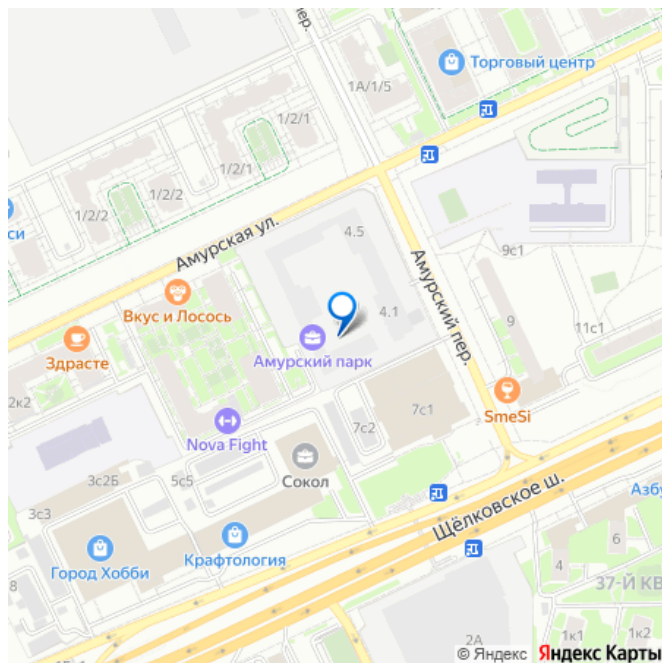 пер.
Торговый центр
1А/1/5
1/2/1
1/2/1
1/2/2
1/2/2
си
Амурская ул.
4.5
9с1
Амурский пер.
Вкус и Лосось
4.1
9
11с1
Здрасте
Амурский парк
2к2
7с1
SmeSi
7с2
Nova Fight
3с2Б
5с5
Сокол
3с3
Щёлковское ш.
Азбу
Крафтология
Город Хобби
6
4
8
37-Й КВ
2А
1к1
1к2
© Яндекс Яндекс Карты